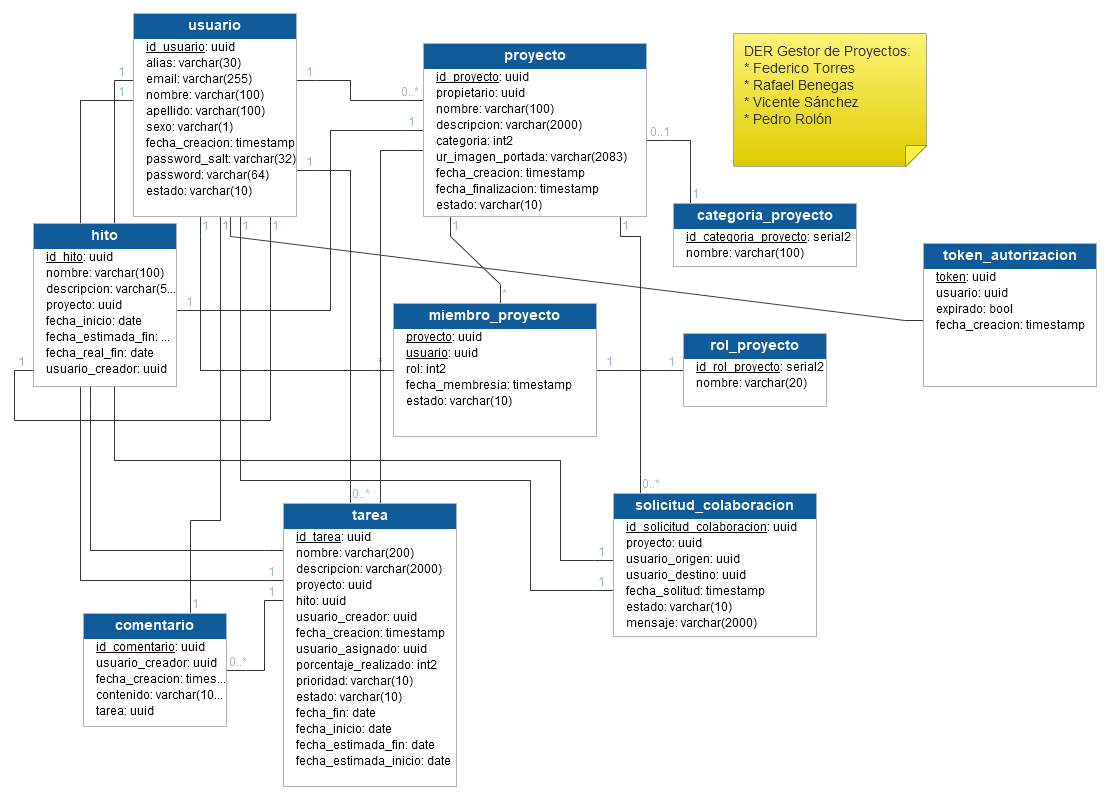 usuario
id_usuario: uuid
alias: varchar(30)
email: varchar(255)
nombre: varchar(100)
apellido: varchar(100)
sexo: varchar(1)
fecha_creacion: timestamp
password_salt: varchar(32)
password: varchar(64)
estado: varchar(10)
1
1
1
0..*
1
1
1
1
1
1
proyecto
id_proyecto: uuid
propietario: uuid
nombre: varchar(100)
descripcion: varchar(2000)
categoria: int2
ur_imagen_portada: varchar(2083)
fecha_creacion: timestamp
fecha_finalizacion: timestamp
estado: varchar(10)
0..1
1
1
1
DER Gestor de Proyectos:
* Federico Torres
* Rafael Benegas
* Vicente Sánchez
* Pedro Rolón
categoria_proyecto
id_categoria_proyecto: serial2
nombre: varchar(100)
hito
id_hito: uuid
nombre: varchar(100)
descripcion: varchar(5...
proyecto: uuid
fecha_inicio: date
fecha_estimada_fin: ...
fecha_real_fin: date
usuario_creador: uuid
1
1
token_autorizacion
token: uuid
usuario: uuid
expirado: bool
fecha_creacion: timestamp
*
miembro_proyecto
proyecto: uuid
usuario: uuid
rol: int2
fecha_membresia: timestamp
estado: varchar(10)
*
1
1
rol_proyecto
id_rol_proyecto: serial2
nombre: varchar(20)
0..*
0..*
tarea
id_tarea: uuid
nombre: varchar(200)
descripcion: varchar(2000)
proyecto: uuid
hito: uuid
usuario_creador: uuid
fecha_creacion: timestamp
usuario_asignado: uuid
porcentaje_realizado: int2
prioridad: varchar(10)
estado: varchar(10)
fecha_fin: date
fecha_inicio: date
fecha_estimada_fin: date
fecha_estimada_inicio: date
1
1
solicitud_colaboracion
id_solicitud_colaboracion: uuid
proyecto: uuid
usuario_origen: uuid
usuario_destino: uuid
fecha_solitud: timestamp
estado: varchar(10)
mensaje: varchar(2000)
1
1
1
comentario
id_comentario: uuid
usuario_creador: uuid
fecha_creacion: times...
contenido: varchar(10...
tarea: uuid
0..*